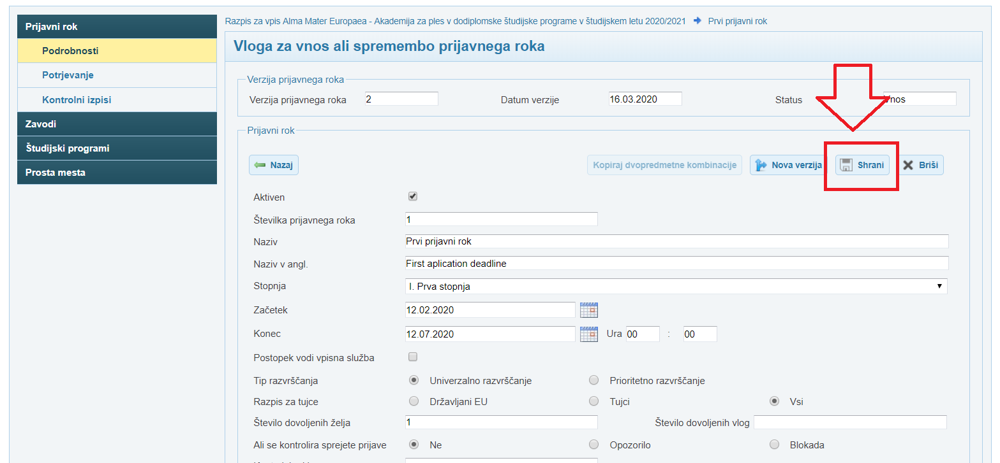 Prijavni rok
Podrobnosti
Potrjevanje
Kontrolni izpisi
Zavodi
Študijski programi
Prosta mesta
Razpis za vpis Alma Mater Europaea - Akademija za ples v dodiplomske študijske programe v študijskem letu 2020/2021 Prvi prijavni rok
Vloga za vnos ali spremembo prijavnega roka
Verzija prijavnega roka
Verzija prijavnega roka 2 Datum verzije 16.03.2020 Status Vnos
Prijavni rok
Nazaj Kopiraj dvopredmetne kombinacije Nova verzija Shrani Briši
Aktiven
Številka prijavnega roka 1
Naziv Prvi prijavni rok
Naziv v angl. First aplication deadline
Stopnja I. Prva stopnja
Začetek 12.02.2020
Konec 12.07.2020 Ura 00 : 00
Postopek vodi vpisna služba
Tip razvrščanja Univerzalno razvrščanje Prioritetno razvrščanje
Razpis za tujce Državljani EU Tujci Vsi
Število dovoljenih želja 1 Število dovoljenih vlog
Ali se kontrolira sprejete prijave Ne Opozorilo Blokada